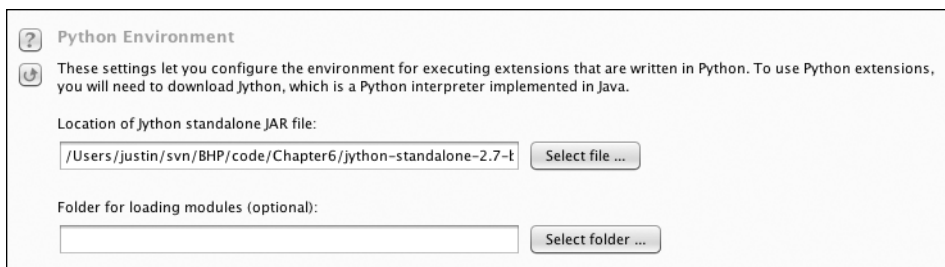 ?
Python Environment
These settings let you configure the environment for executing extensions that are written in Python. To use Python extensions,
you will need to download Jython, which is a Python interpreter implemented in Java.
Location of Jython standalone JAR file:
/Users/justin/svn/BHP/code/Chapter6/jython-standalone-2.7-b
Select file ...
Folder for loading modules (optional):
Select folder ...